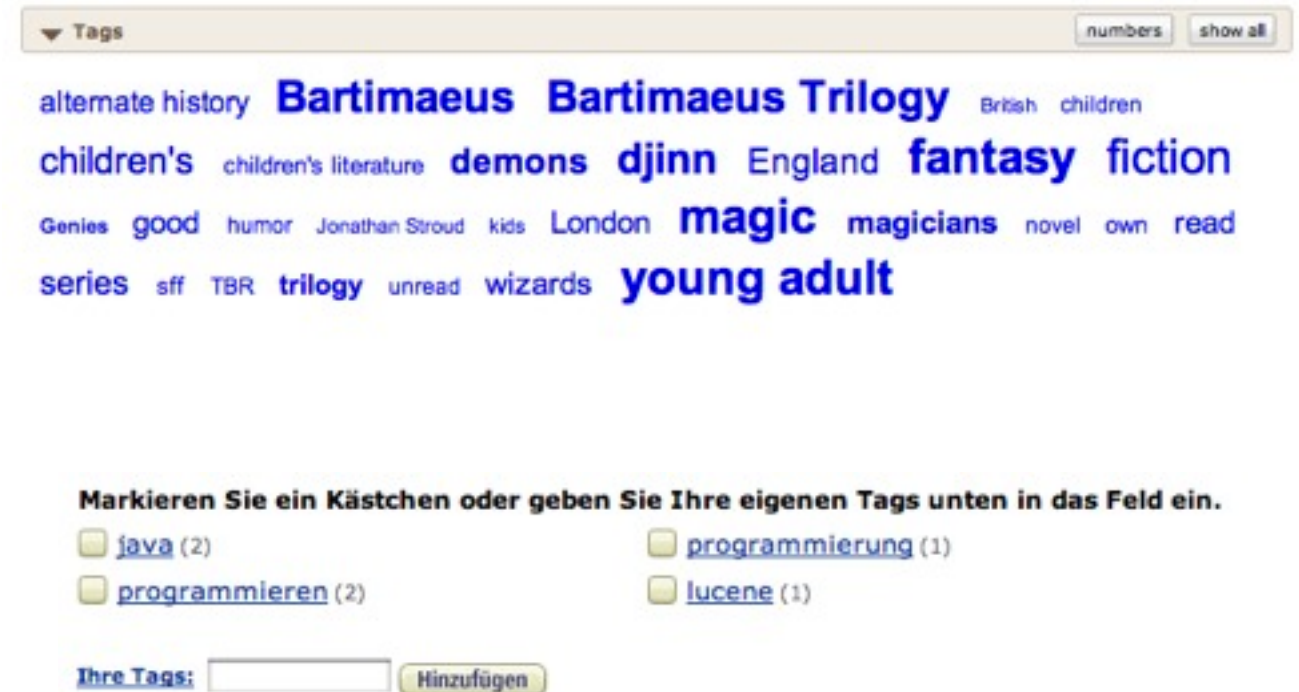 Tags numbers show all
alternate history Bartimaeus Bartimaeus Trilogy British children
children's children's literature demons djinn England fantasy fiction
Genies good humor Jonathan Stroud kids London magic magicians novel own read
series sff TBR trilogy unread wizards young adult
Markieren Sie ein Kästchen oder geben Sie Ihre eigenen Tags unten in das Feld ein.
java (2) programmierung (1)
programmieren (2) lucene (1)
Ihre Tags: Hinzufügen